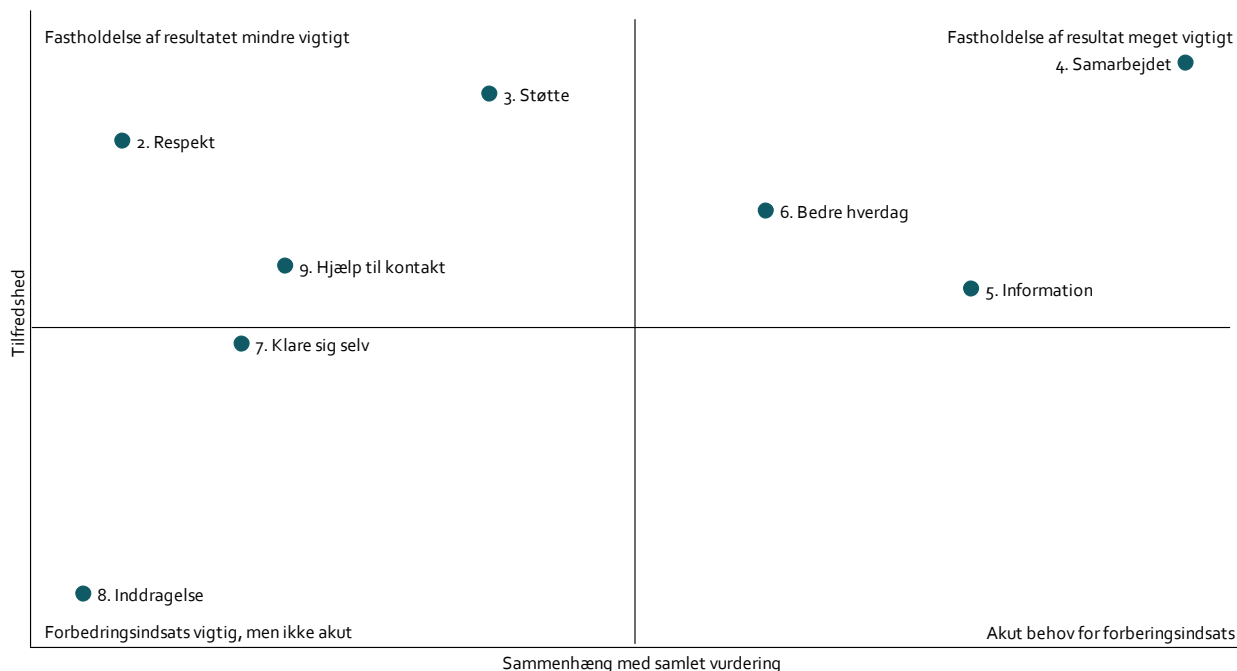 Fastholdelse af resultatet mindre vigtigt
Fastholdelse af resultat meget vigtigt
4. Samarbejdet
3. Støtte
2. Respekt
6. Bedre hverdag
9. Hjælp til kontakt
5. Information
Tilfredshed
7. Klare sig selv
8. Inddragelse
Forbedringsindsats vigtig, men ikke akut
Akut behov for forberingsindsats
Sammenhæng med samlet vurdering